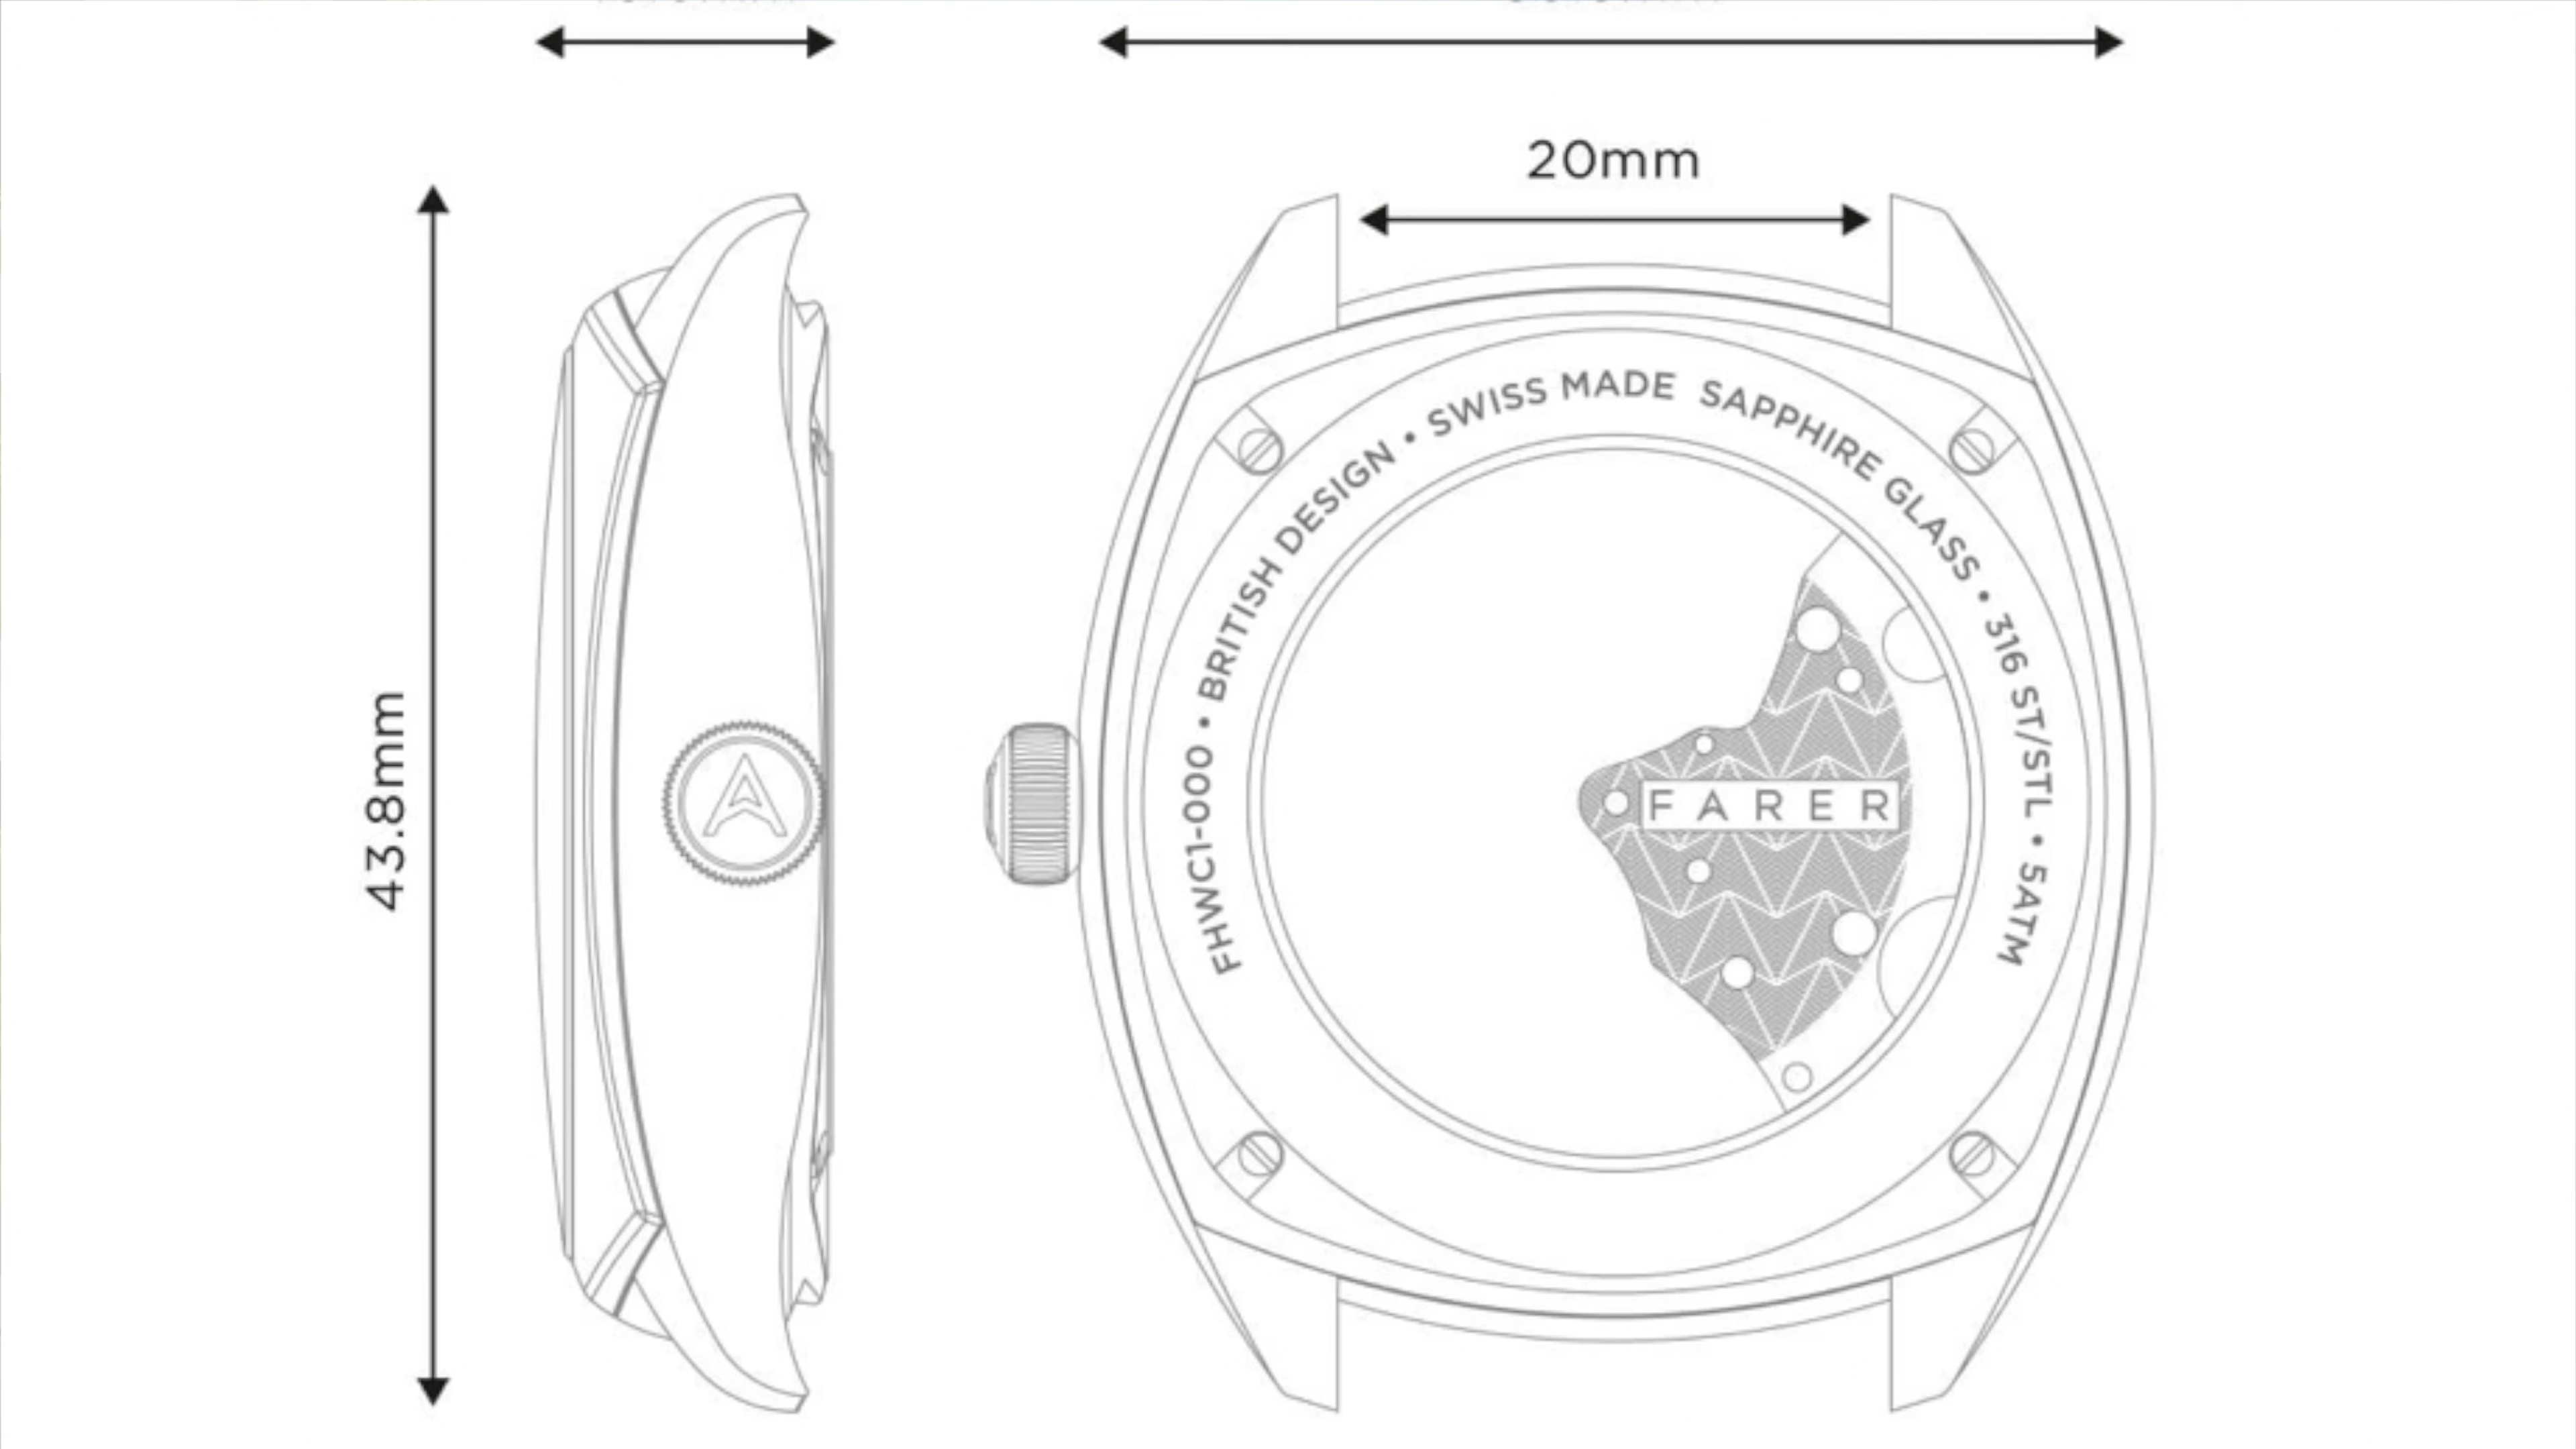 20mm
43.8mm
FHWC1-000 • BRITISH DESIGN • SWISS MADE SAPPHIRE GLASS • 316 ST/STL • 5ATM
FARER